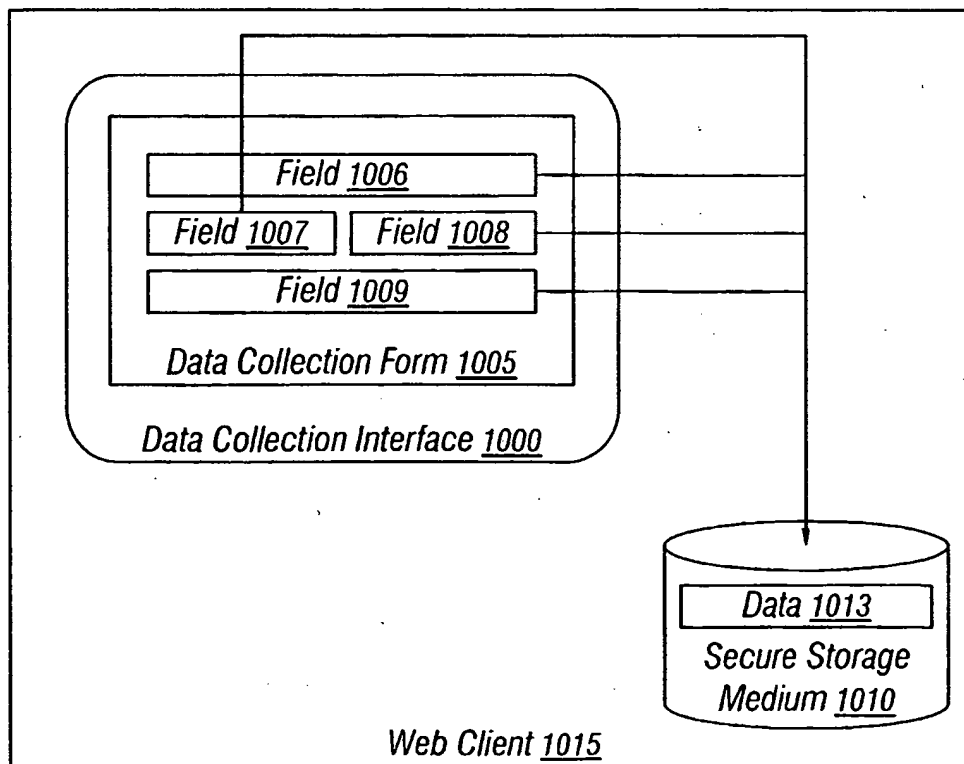 Field 1006
Field 1007
Field 1008
Field 1009
Data Collection Form 1005
Data Collection Interface 1000
Data 1013
Secure Storage
Medium 1010
Web Client 1015